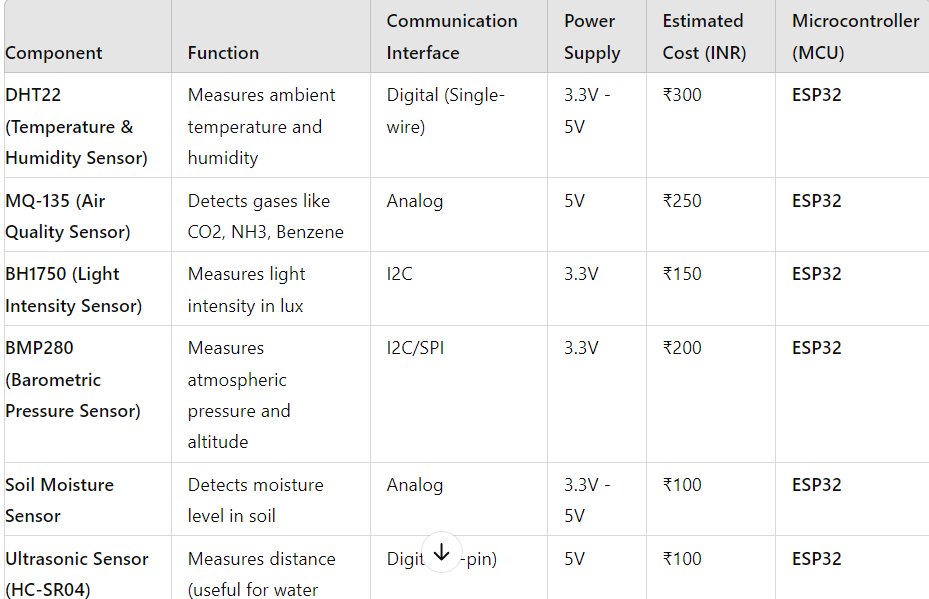 Component
Function
Communication
Interface
Power
Supply
Estimated
Cost (INR)
Microcontroller
(MCU)
DHT22
(Temperature &
Humidity Sensor)
Measures ambient
temperature and
humidity
Digital (Single-
wire)
3.3V -
5V
₹300
ESP32
MQ-135 (Air
Quality Sensor)
Detects gases like
CO2, NH3, Benzene
Analog
5V
₹250
ESP32
BH1750 (Light
Intensity Sensor)
Measures light
intensity in lux
I2C
3.3V
₹150
ESP32
BMP280
(Barometric
Pressure Sensor)
Measures
atmospheric
pressure and
altitude
I2C/SPI
3.3V
₹200
ESP32
Soil Moisture
Sensor
Detects moisture
level in soil
Analog
3.3V -
5V
₹100
ESP32
Ultrasonic Sensor
(HC-SR04)
Measures distance
(useful for water
-pin)
5V
₹100
ESP32